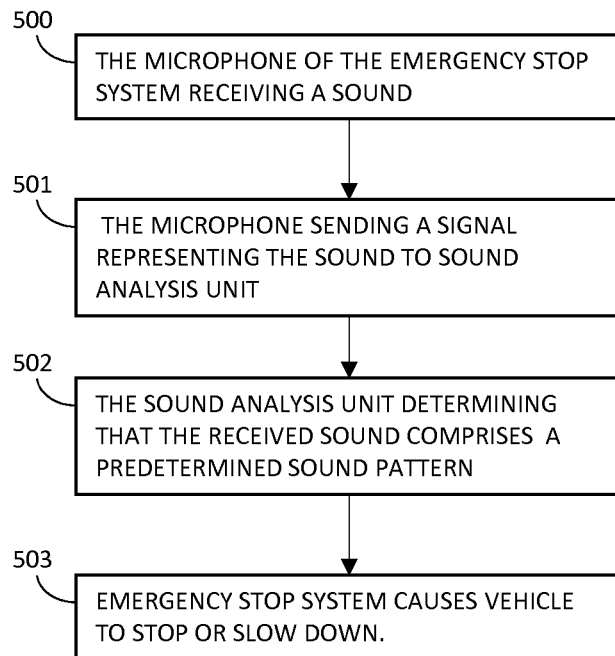 500
THE MICROPHONE OF THE EMERGENCY STOP
SYSTEM RECEIVING A SOUND
501
THE MICROPHONE SENDING A SIGNAL
REPRESENTING THE SOUND TO SOUND
ANALYSIS UNIT
502
THE SOUND ANALYSIS UNIT DETERMINING
THAT THE RECEIVED SOUND COMPRISES A
PREDETERMINED SOUND PATTERN
503
EMERGENCY STOP SYSTEM CAUSES VEHICLE
TO STOP OR SLOW DOWN.